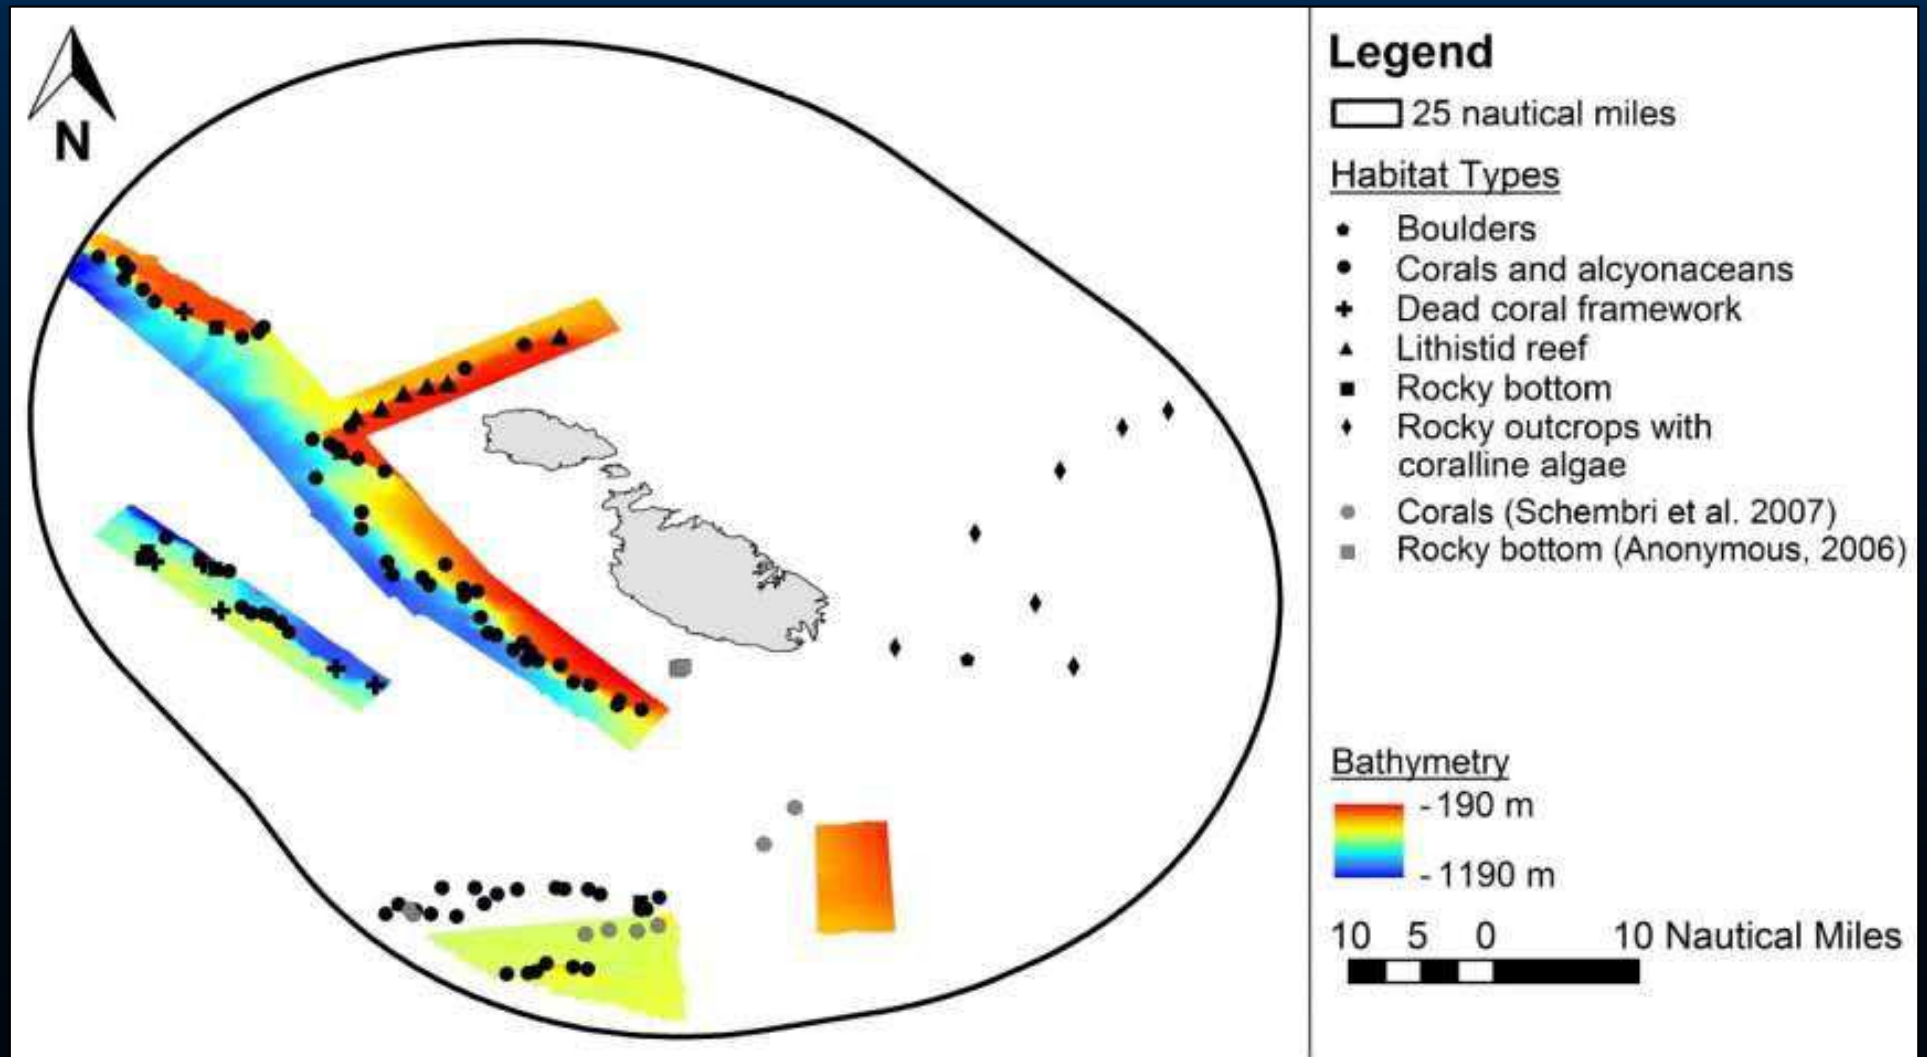 N
Legend
25 nautical miles
Habitat Types
Boulders
Corals and alcyonaceans
Dead coral framework
Lithistid reef
Rocky bottom
Rocky outcrops with
coralline algae
Corals (Schembri et al. 2007)
Rocky bottom (Anonymous, 2006)
Bathymetry
-190 m
-1190 m
10 5 0 10 Nautical Miles